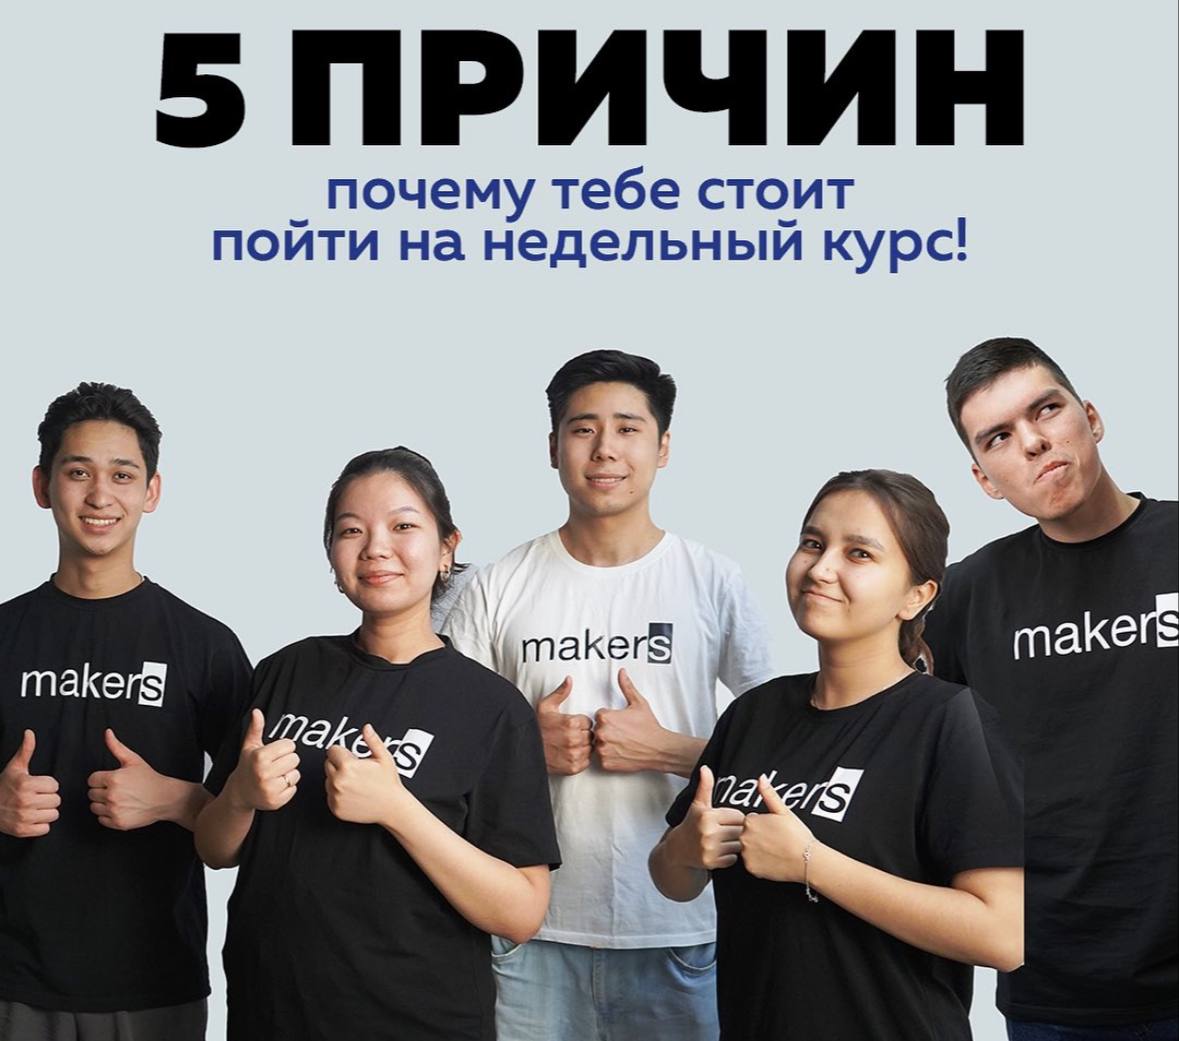 5 ПРИЧИН
почему тебе стоит
пойти на недельный курс!
makers
makers
makers
makers
makers